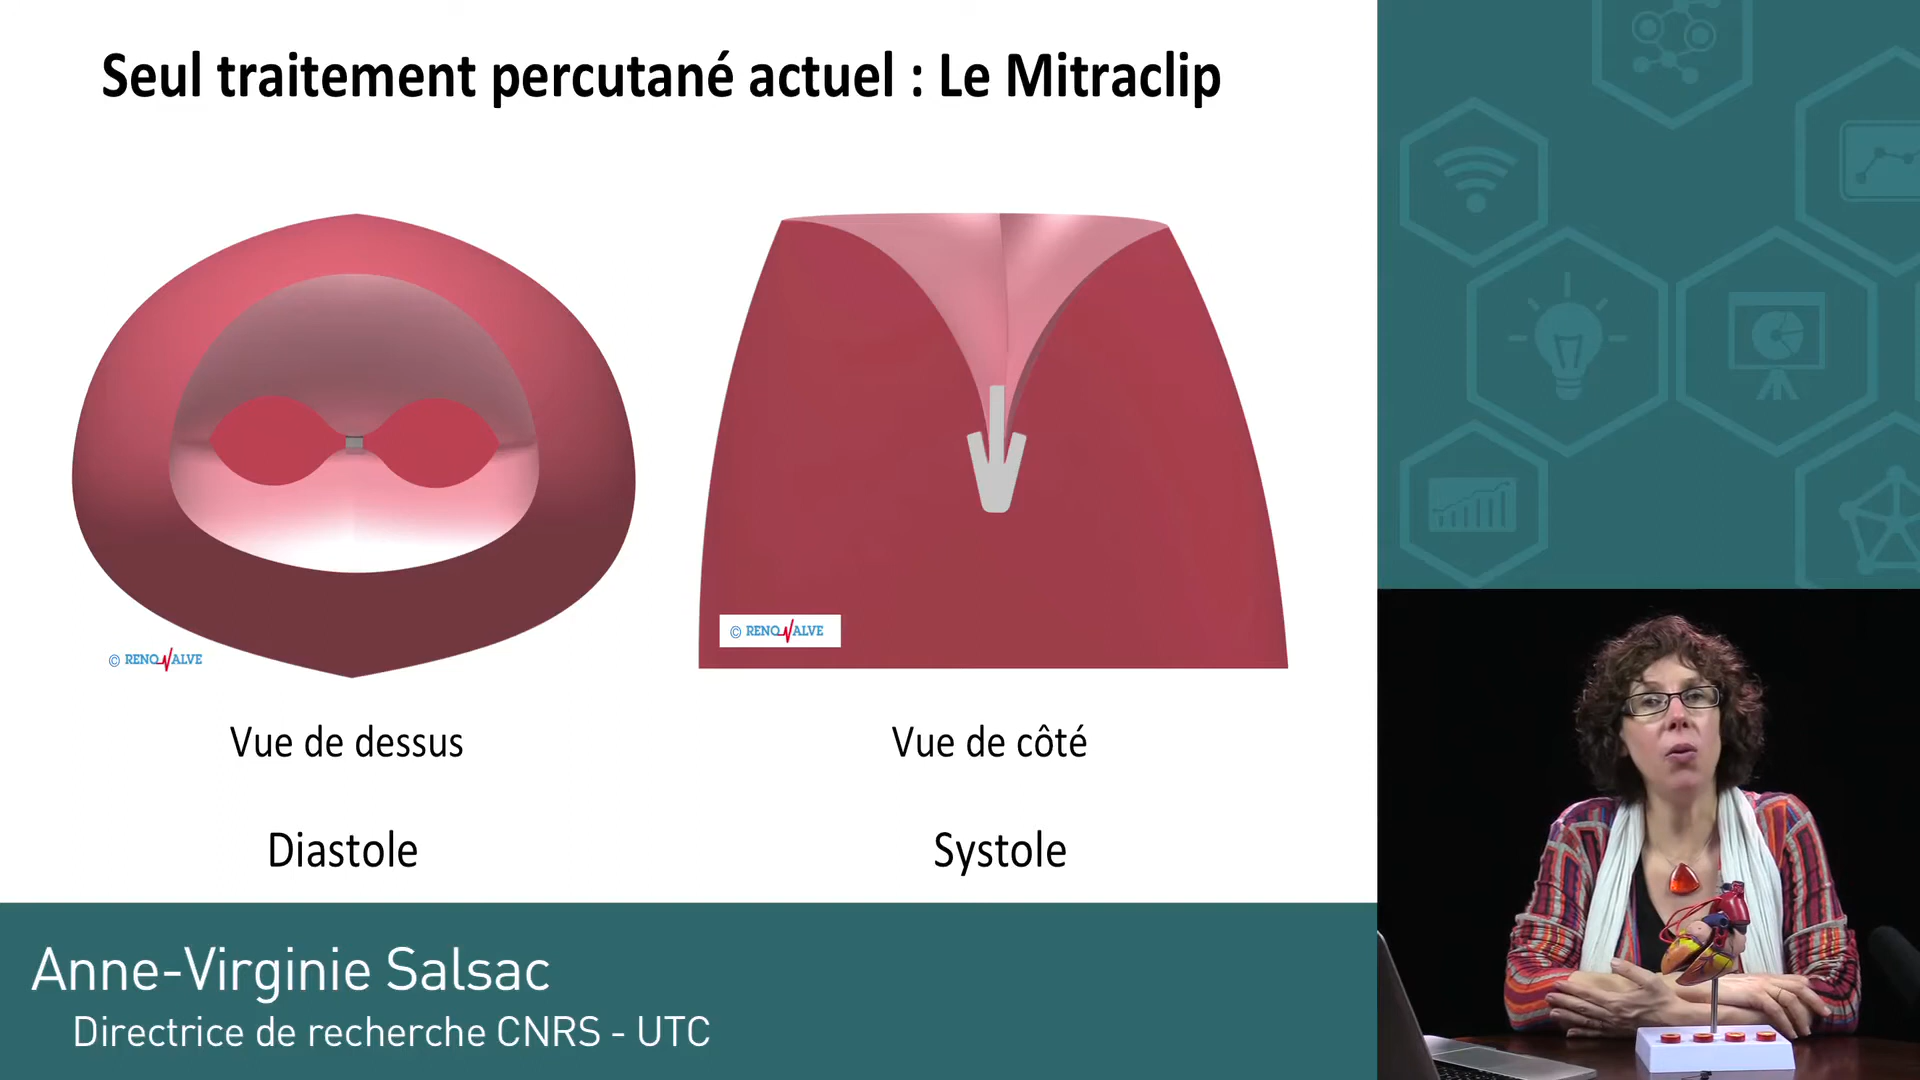 Seul traitement percutané actuel : Le Mitraclip
© RENOVALVE
© RENOVALVE
Vue de dessus
Vue de côté
Diastole
Systole
Anne-Virginie Salsac
Directrice de recherche CNRS - UTC